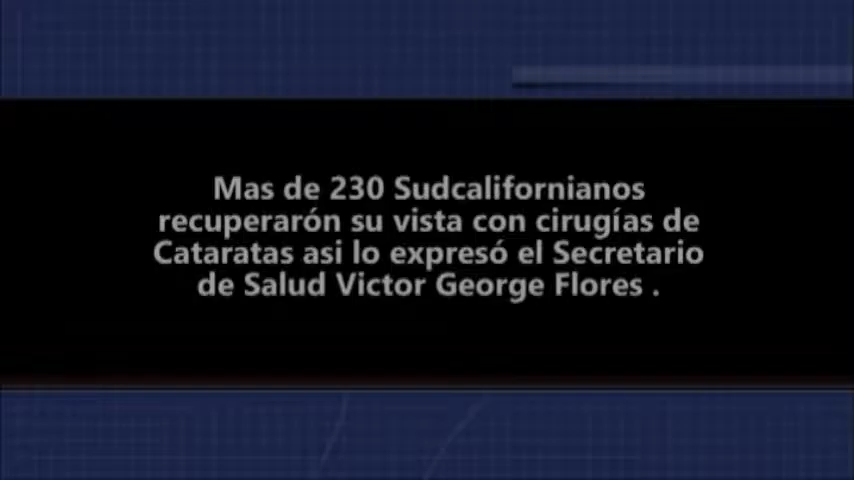 Mas de 230 Sudcalifornianos
recuperarón su vista con cirugías de
Cataratas asi lo expresó el Secretario
de Salud Victor George Flores .